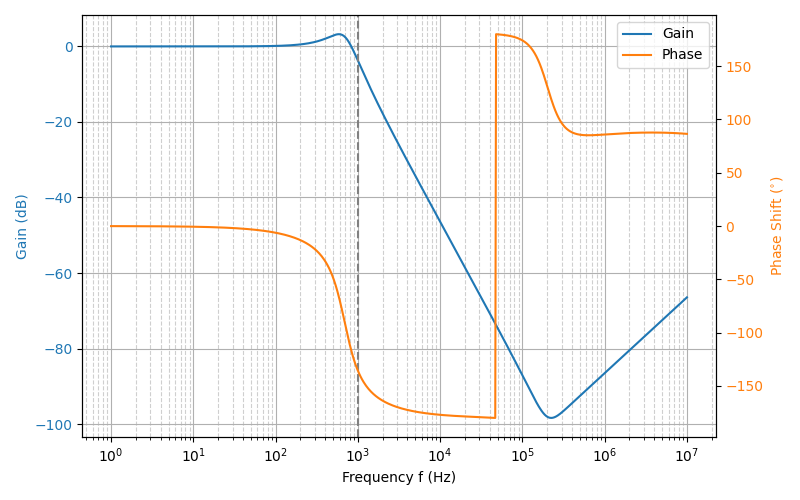 Gain
Phase
0
−20
−40
−60
−80
−100
Gain (dB)
150
100
50
0
−50
−100
−150
Phase Shift (°)
10⁰ 10¹ 10² 10³ 10⁴ 10⁵ 10⁶ 10⁷
Frequency f (Hz)